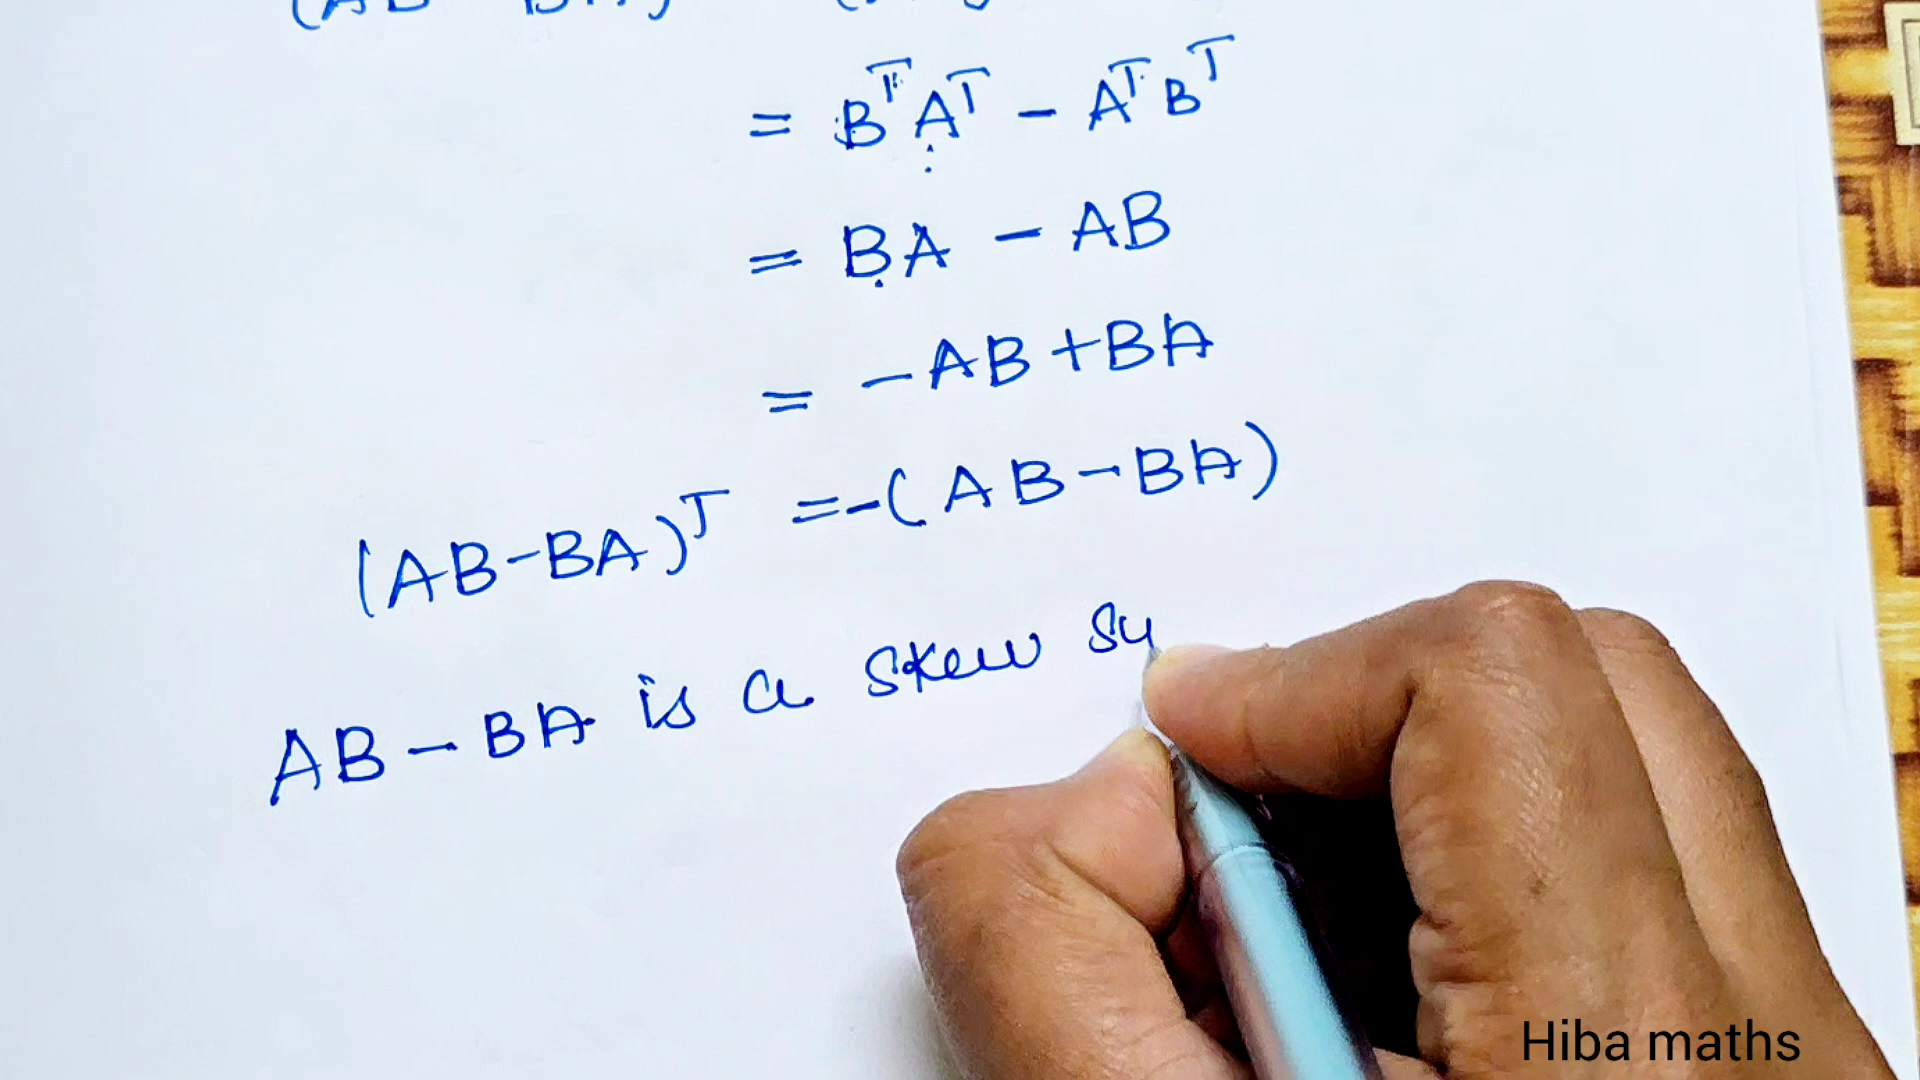 = BᵀAᵀ - AᵀBᵀ
= BA - AB
= -AB+BA
(AB-BA)ᵀ =-(AB-BA)
AB-BA is a skew sy
Hiba maths